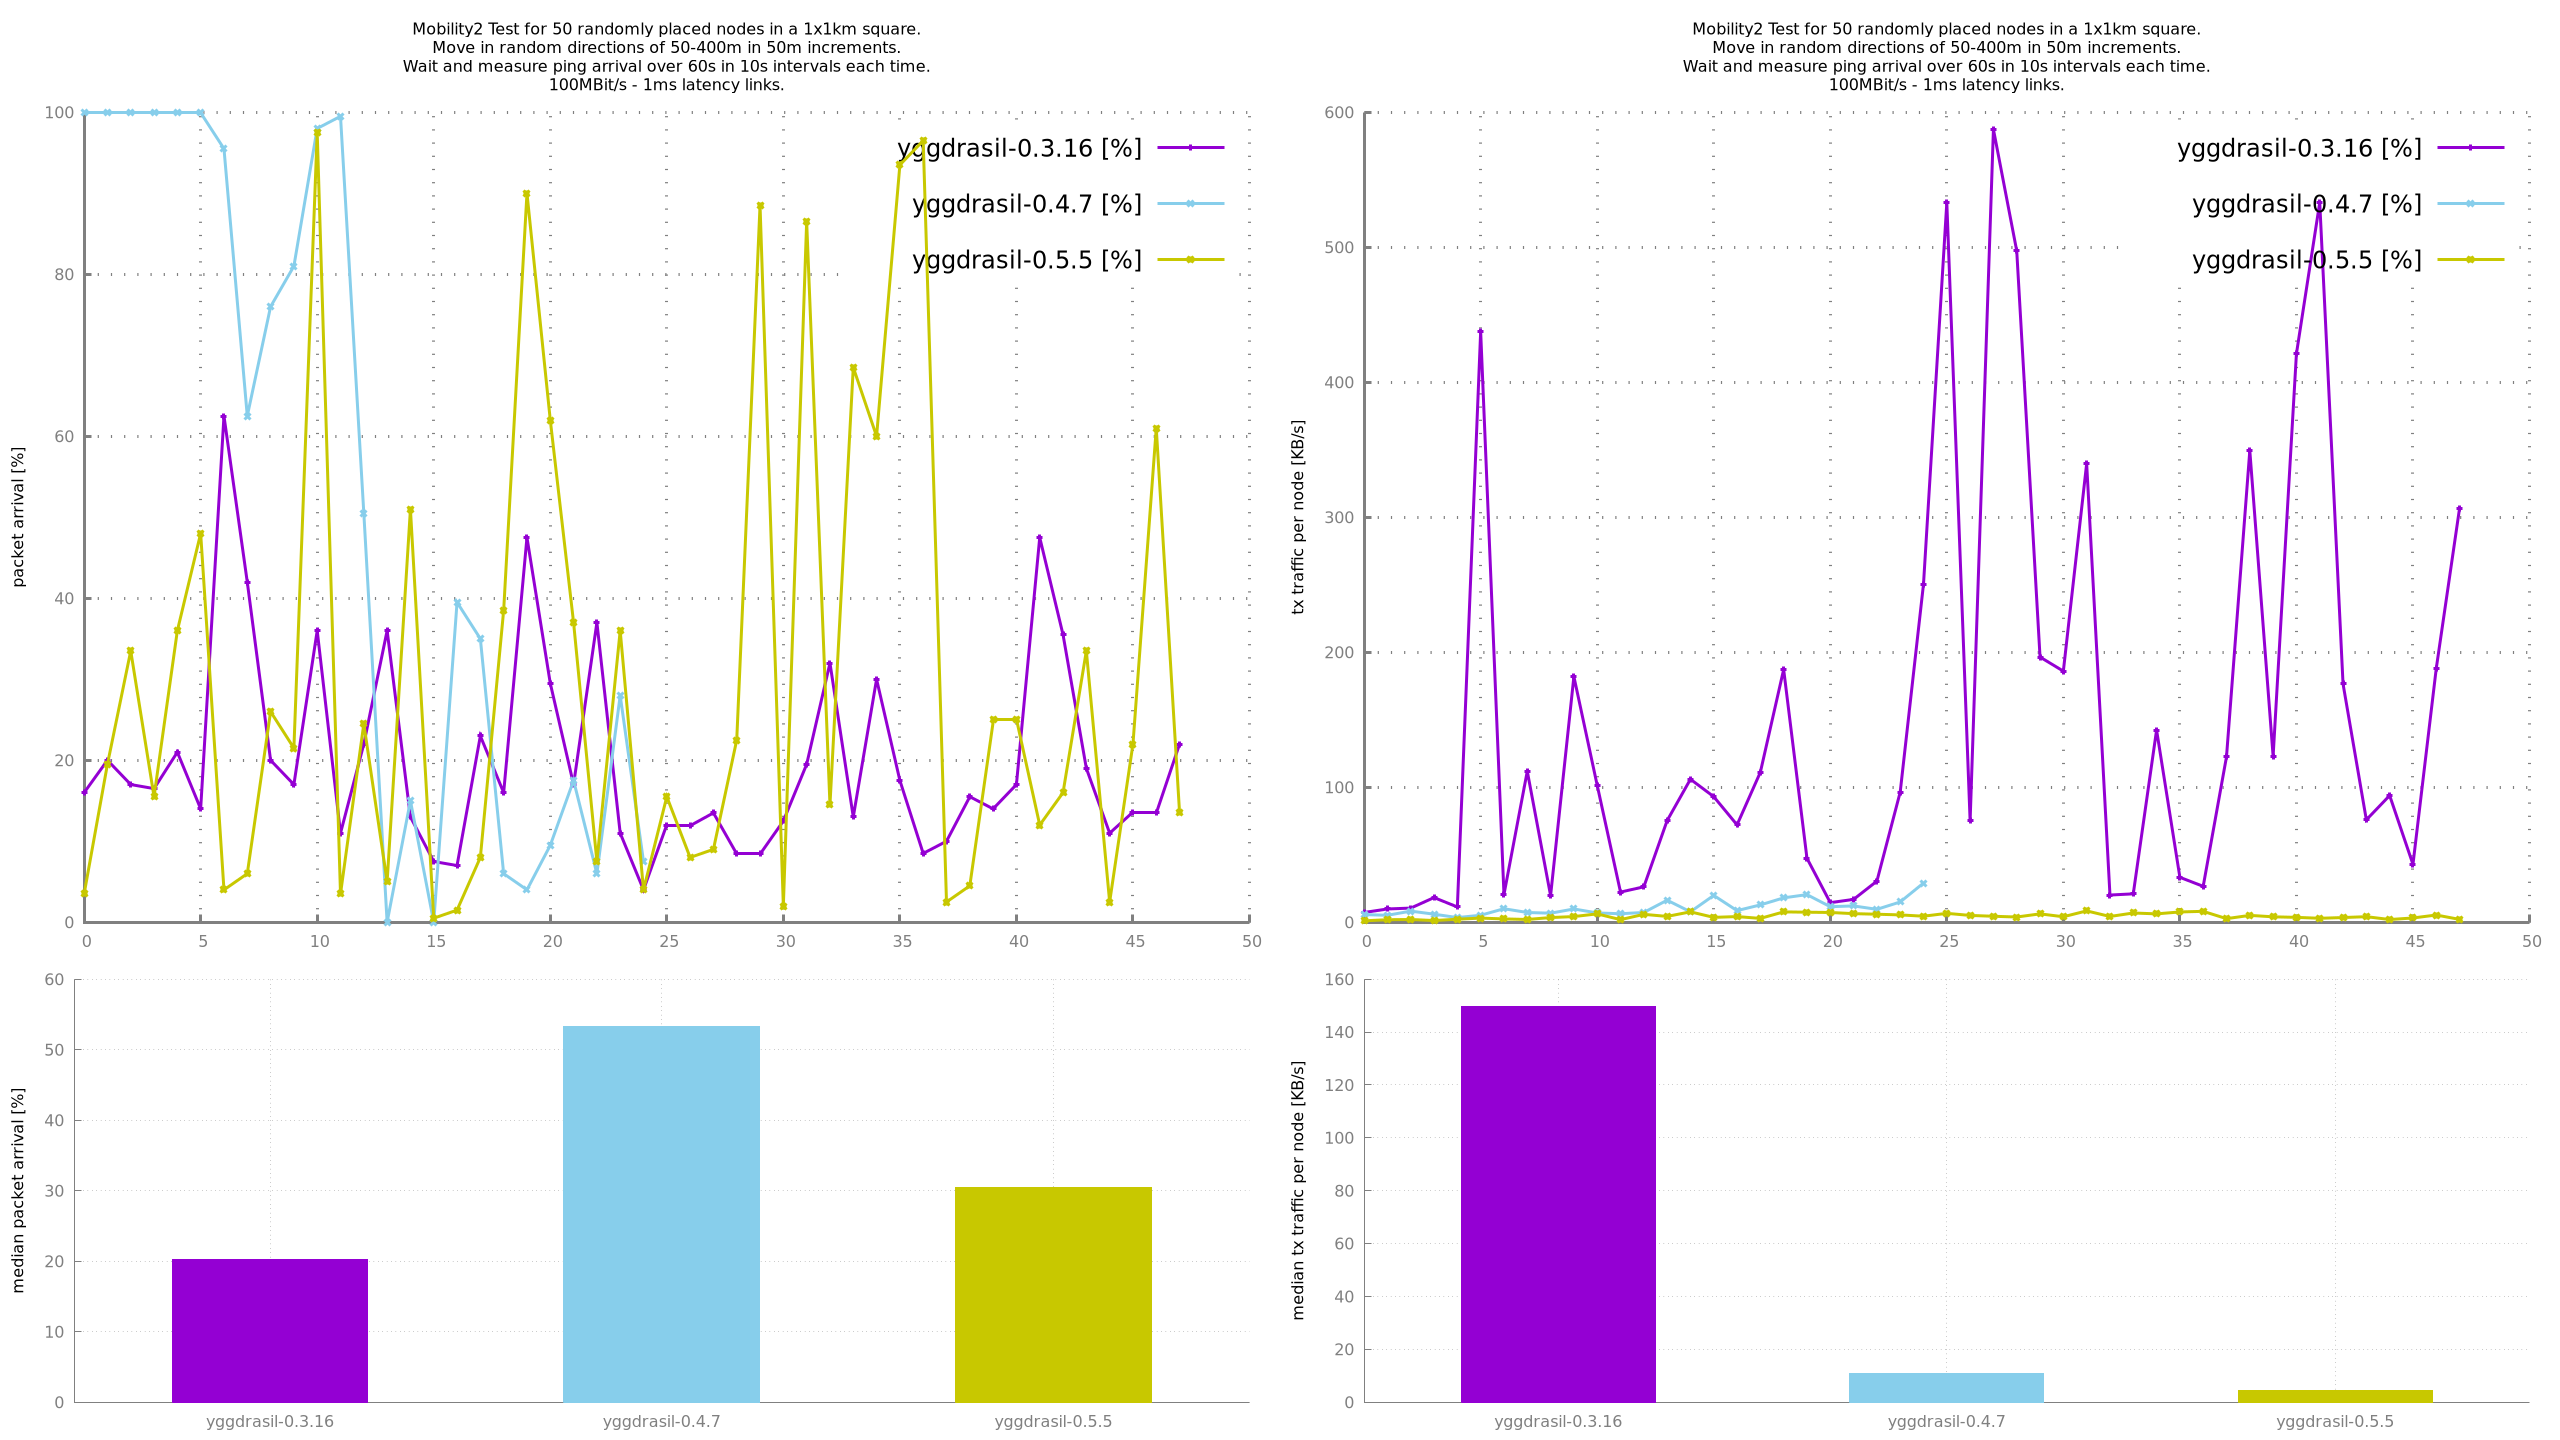 Mobility2 Test for 50 randomly placed nodes in a 1x1km square.
Move in random directions of 50-400m in 50m increments.
Wait and measure ping arrival over 60s in 10s intervals each time.
100MBit/s - 1ms latency links.
packet arrival [%]
100
80
60
40
20
0
yggdrasil-0.3.16 [%]
yggdrasil-0.4.7 [%]
yggdrasil-0.5.5 [%]
0 5 10 15 20 25 30 35 40 45 50
Mobility2 Test for 50 randomly placed nodes in a 1x1km square.
Move in random directions of 50-400m in 50m increments.
Wait and measure ping arrival over 60s in 10s intervals each time.
100MBit/s - 1ms latency links.
tx traffic per node [KB/s]
600
500
400
300
200
100
0
yggdrasil-0.3.16 [%]
yggdrasil-0.4.7 [%]
yggdrasil-0.5.5 [%]
0 5 10 15 20 25 30 35 40 45 50
median packet arrival [%]
60
50
40
30
20
10
0
yggdrasil-0.3.16 yggdrasil-0.4.7 yggdrasil-0.5.5
median tx traffic per node [KB/s]
160
140
120
100
80
60
40
20
0
yggdrasil-0.3.16 yggdrasil-0.4.7 yggdrasil-0.5.5